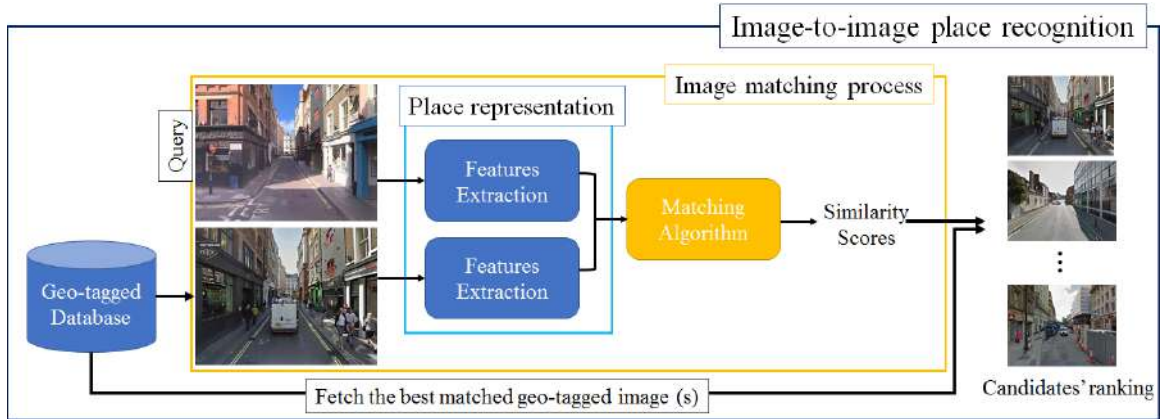 Image-to-image place recognition
Image matching process
Place representation
Query
Features
Extraction
Features
Extraction
Matching
Algorithm
Similarity
Scores
Geo-tagged
Database
Fetch the best matched geo-tagged image (s)
...
Candidates' ranking